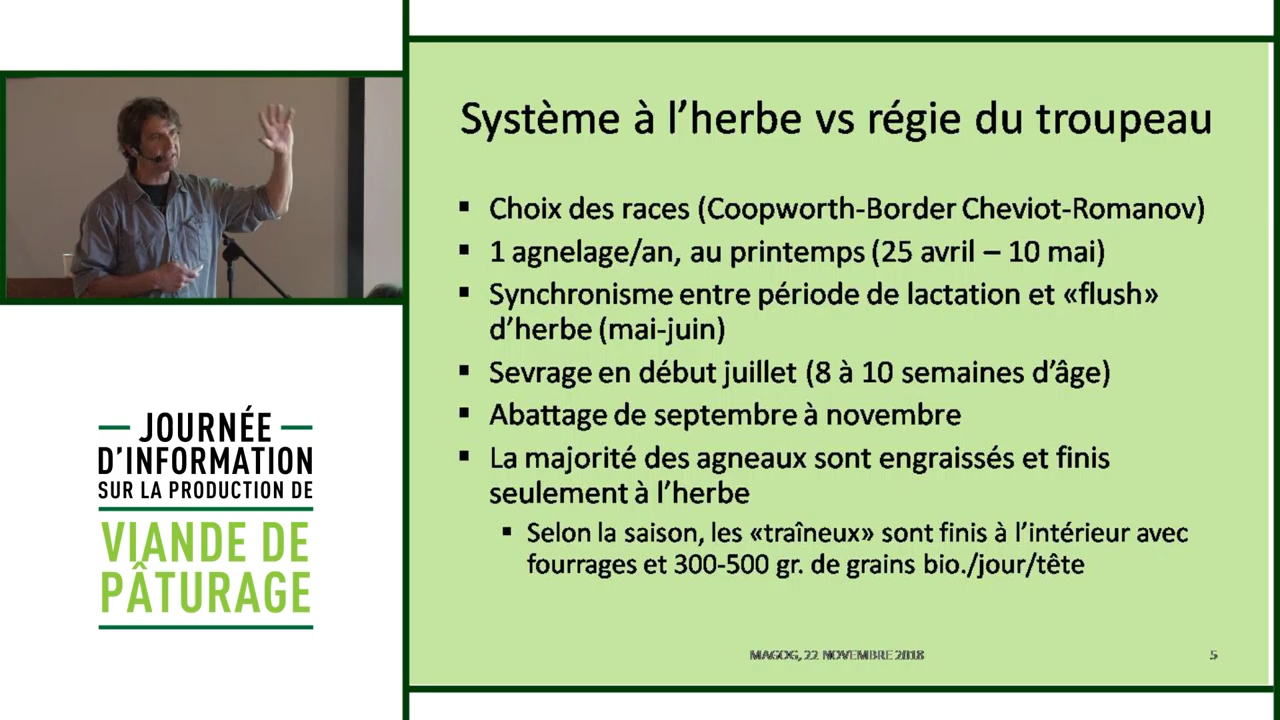 Système à l'herbe vs régie du troupeau
▪ Choix des races (Coopworth-Border Cheviot-Romanov)
▪ 1 agnelage/an, au printemps (25 avril – 10 mai)
▪ Synchronisme entre période de lactation et «flush»
d'herbe (mai-juin)
▪ Sevrage en début juillet (8 à 10 semaines d'âge)
▪ Abattage de septembre à novembre
▪ La majorité des agneaux sont engraissés et finis
seulement à l'herbe
▪ Selon la saison, les «traîneux» sont finis à l'intérieur avec
fourrages et 300-500 gr. de grains bio./jour/tête
MAGOG, 22 NOVEMBRE 2018
5
— JOURNÉE —
D'INFORMATION
SUR LA PRODUCTION DE
VIANDE DE
PÂTURAGE